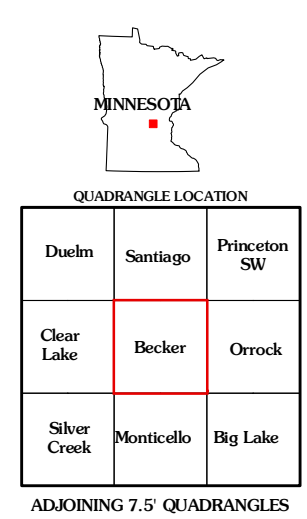 MINNESOTA
QUADRANGLE LOCATION
Duelm
Santiago
Princeton
SW
Clear
Lake
Becker
Orrock
Silver
Creek
Monticello
Big Lake
ADJOINING 7.5' QUADRANGLES